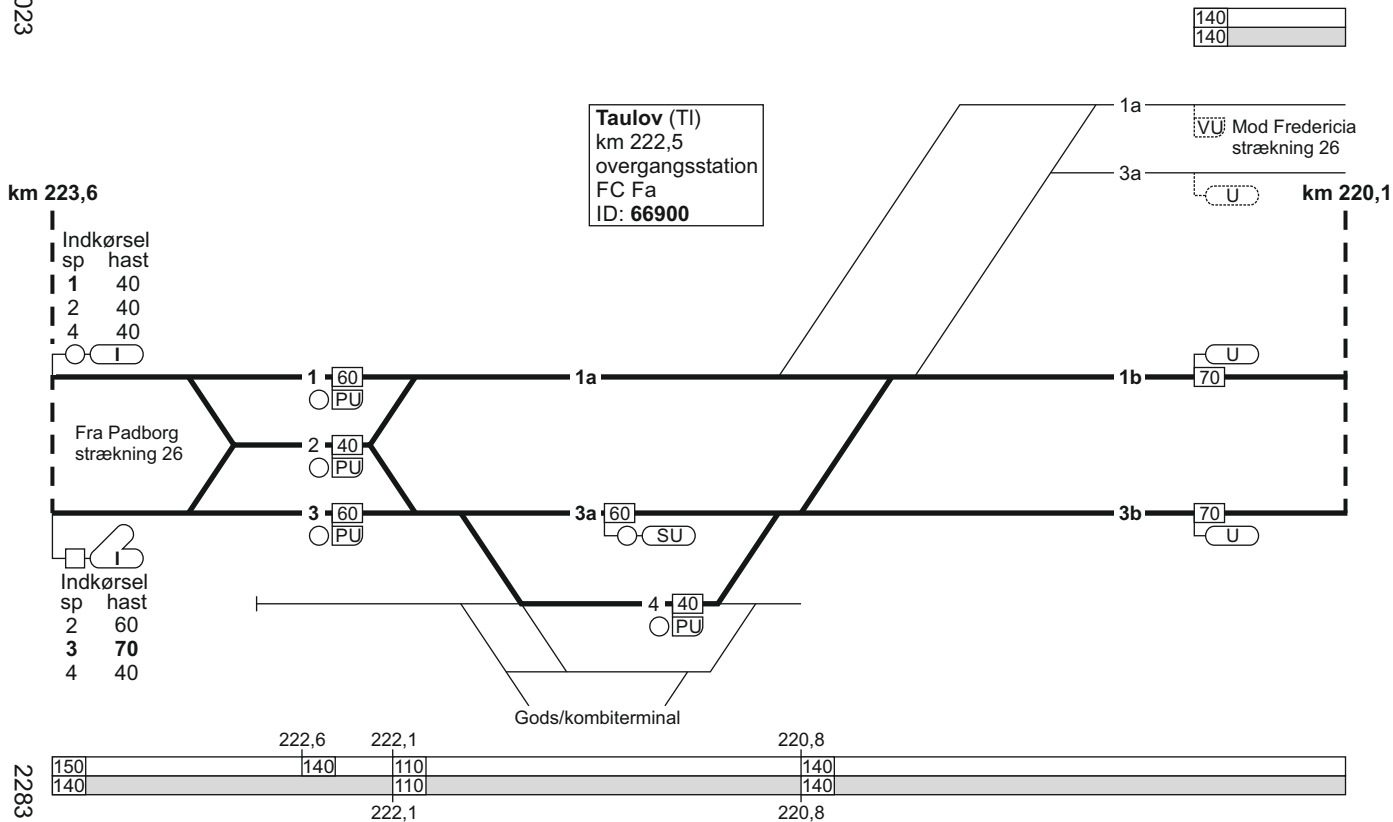 023
140
140
Taulov (Tl)
km 222,5
overgangsstation
FC Fa
ID: 66900
1a
VU Mod Fredericia
strækning 26
3a
U
km 223,6
km 220,1
Indkørsel
sp hast
1 40
2 40
4 40
I
U
1 60
1a
1b
70
PU
Fra Padborg
strækning 26
2 40
PU
3 60
3a 60
3b
70
PU
SU
U
I
Indkørsel
sp hast
2 60
3 70
4 40
4 40
PU
Gods/kombiterminal
222,6 222,1 220,8
150 140 110 140
140 110 140
222,1 220,8
2283